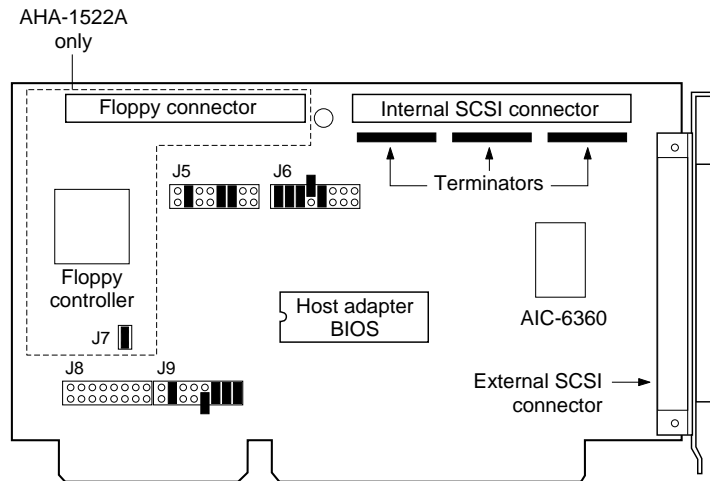 AHA-1522A
only
Floppy connector
Internal SCSI connector
J5
J6
Terminators
Floppy
controller
Host adapter
BIOS
AIC-6360
J7
J8
J9
External SCSI
connector